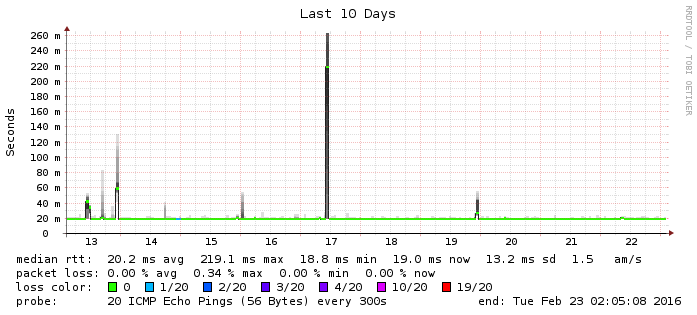 Last 10 Days
RRDTOOL / TOBI OETIKER
Seconds
260 m
240 m
220 m
200 m
180 m
160 m
140 m
120 m
100 m
80 m
60 m
40 m
20 m
0
13 14 15 16 17 18 19 20 21 22
median rtt: 20.2 ms avg 219.1 ms max 18.8 ms min 19.0 ms now 13.2 ms sd 1.5 am/s
packet loss: 0.00 % avg 0.34 % max 0.00 % min 0.00 % now
loss color: 0 1/20 2/20 3/20 4/20 10/20 19/20
probe: 20 ICMP Echo Pings (56 Bytes) every 300s end: Tue Feb 23 02:05:08 2016